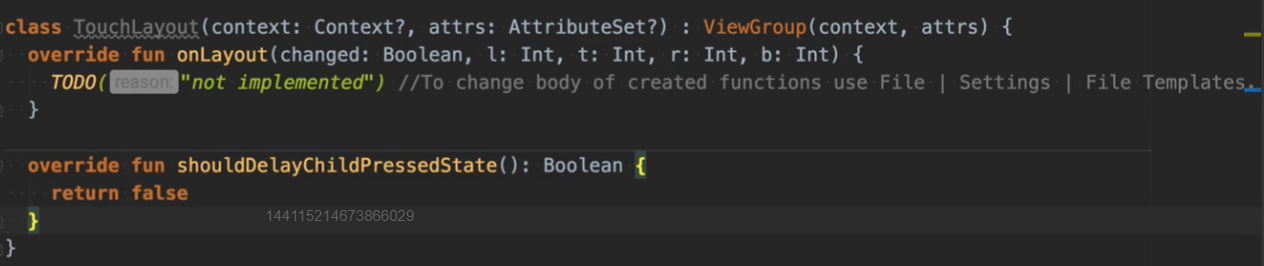 class TouchLayout(context: Context?, attrs: AttributeSet?) : ViewGroup(context, attrs) {
override fun onLayout(changed: Boolean, l: Int, t: Int, r: Int, b: Int) {
TODO( reason: "not implemented") //To change body of created functions use File | Settings | File Templates.
}
override fun shouldDelayChildPressedState(): Boolean {
return false
}
144115214673866029
}